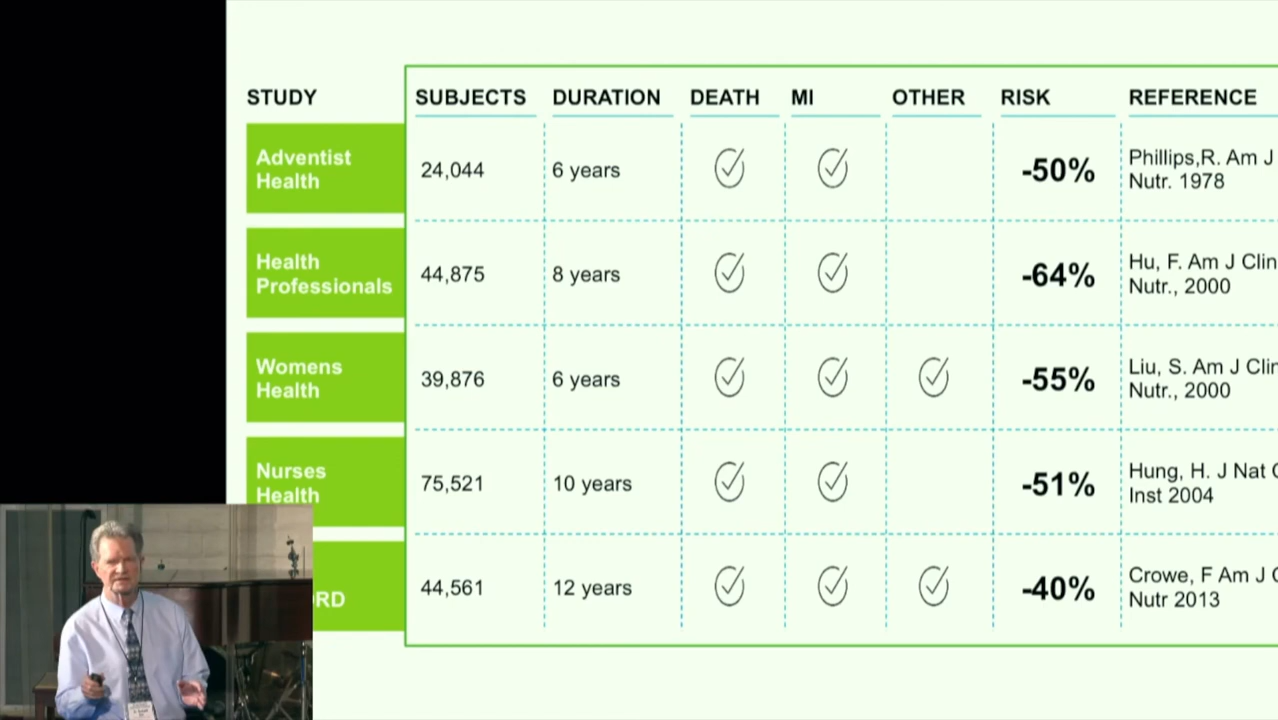 STUDY SUBJECTS DURATION DEATH MI OTHER RISK REFERENCE
Adventist
Health
24,044 6 years -50%
Phillips,R. Am J
Nutr. 1978
Health
Professionals
44,875 8 years -64%
Hu, F. Am J Clin
Nutr., 2000
Womens
Health
39,876 6 years -55%
Liu, S. Am J Clin
Nutr., 2000
Nurses
Health
75,521 10 years -51%
Hung, H. J Nat
Inst 2004
RD
44,561 12 years -40%
Crowe, F Am J
Nutr 2013